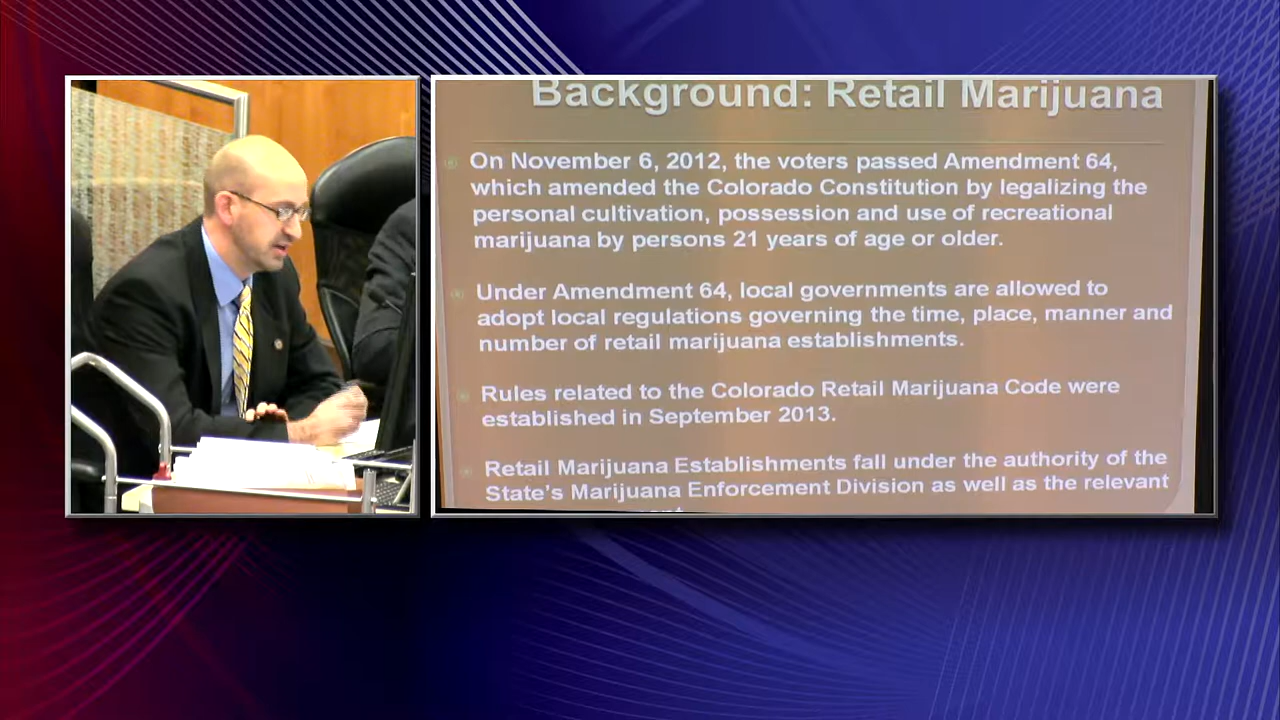 Background: Retail Marijuana
On November 6, 2012, the voters passed Amendment 64,
which amended the Colorado Constitution by legalizing the
personal cultivation, possession and use of recreational
marijuana by persons 21 years of age or older.
Under Amendment 64, local governments are allowed to
adopt local regulations governing the time, place, manner and
number of retail marijuana establishments.
Rules related to the Colorado Retail Marijuana Code were
established in September 2013.
Retail Marijuana Establishments fall under the authority of the
State's Marijuana Enforcement Division as well as the relevant